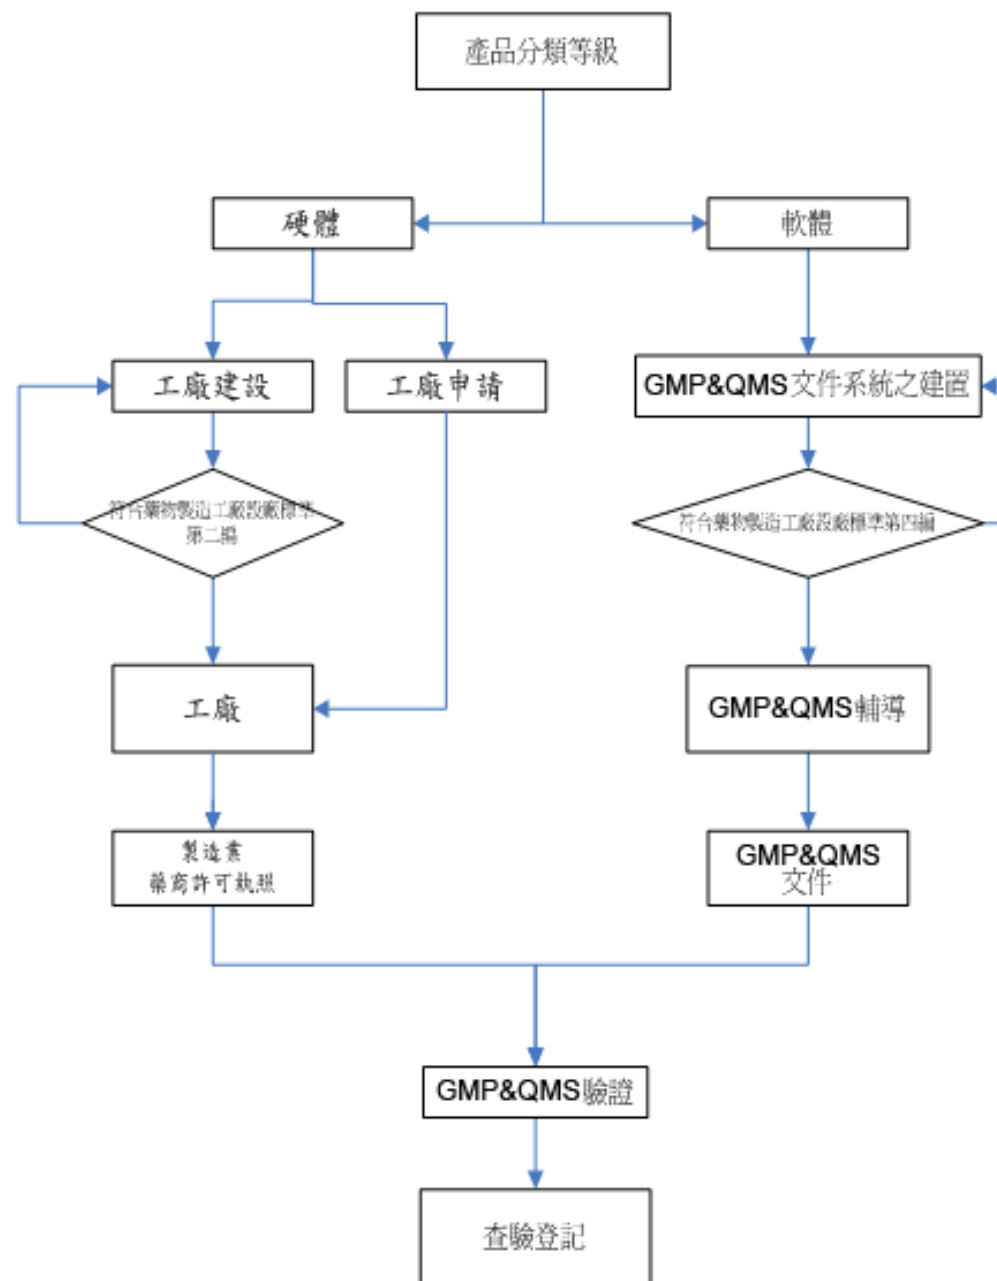 產品分類等級
硬體
軟體
工廠建設
工廠申請
GMP&QMS文件系統之建置
符合藥物製造工廠設廠標準
第二編
符合藥物製造工廠設廠標準第四編
工廠
GMP&QMS輔導
製造業
藥商許可執照
GMP&QMS
文件
GMP&QMS驗證
查驗登記